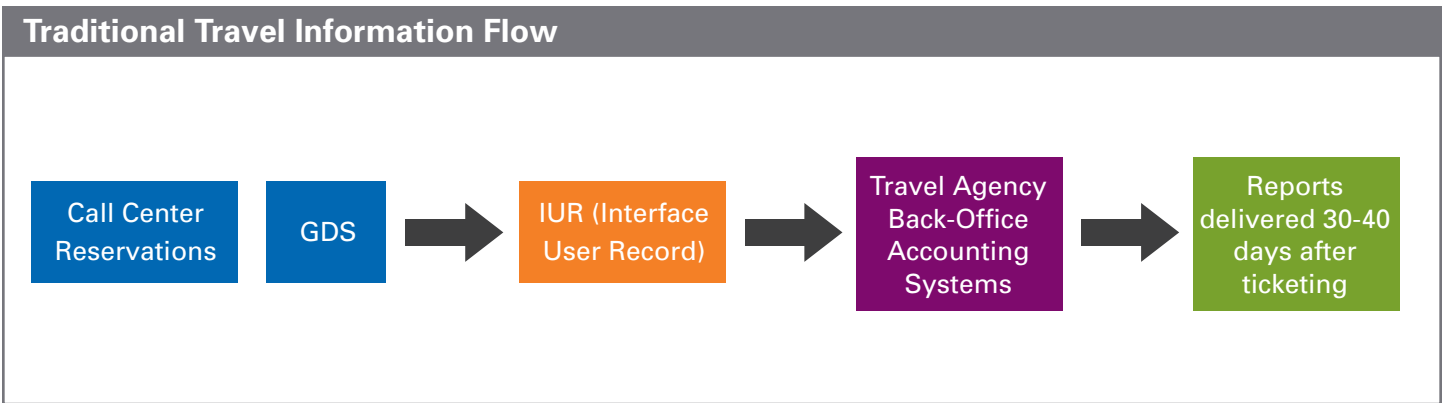 Traditional Travel Information Flow
Call Center
Reservations
GDS
IUR (Interface
User Record)
Travel Agency
Back-Office
Accounting
Systems
Reports
delivered 30-40
days after
ticketing